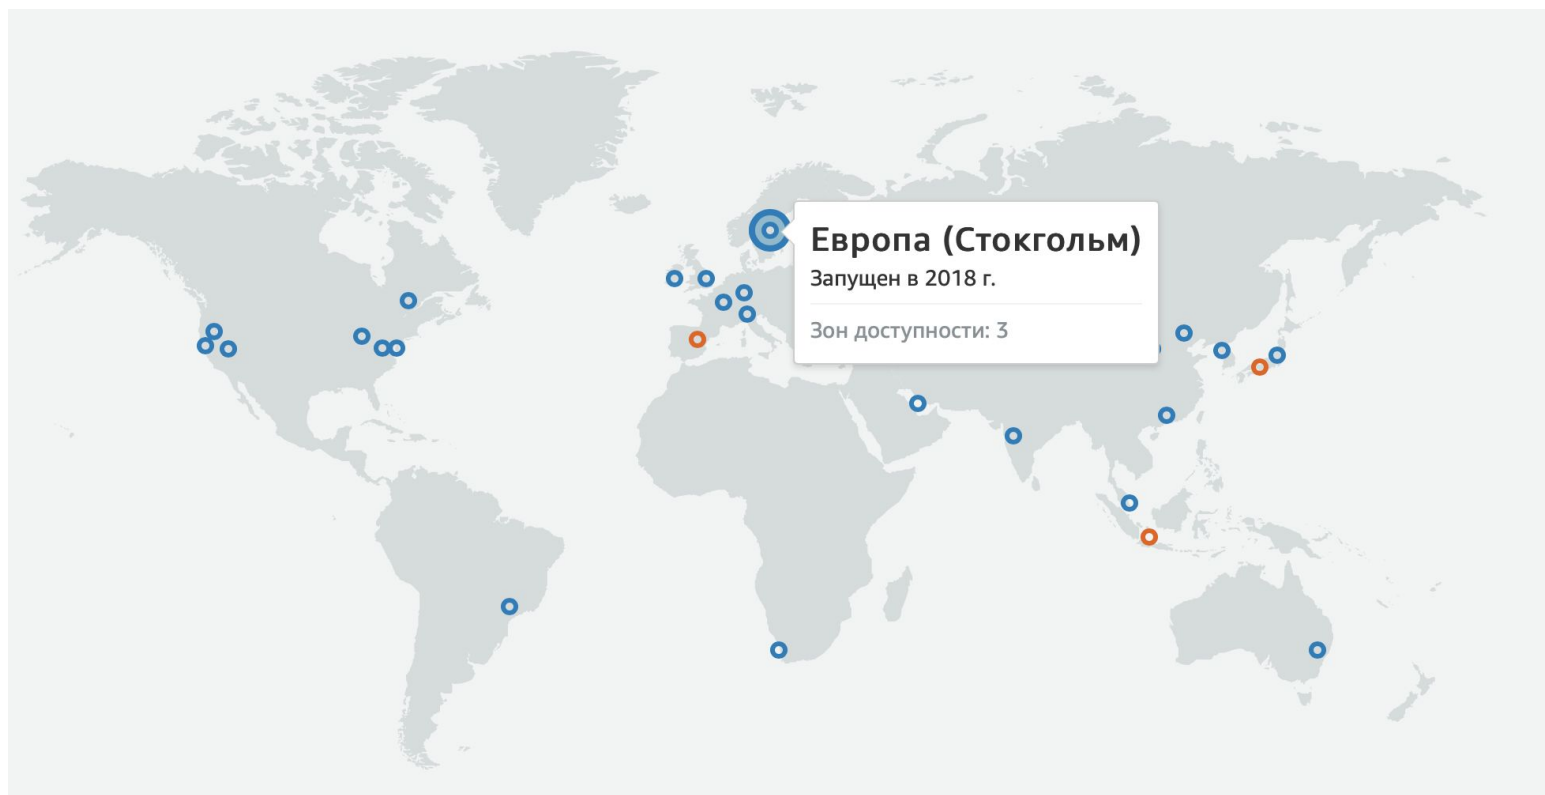 Европа (Стокгольм)
Запущен в 2018 г.
Зон доступности: 3